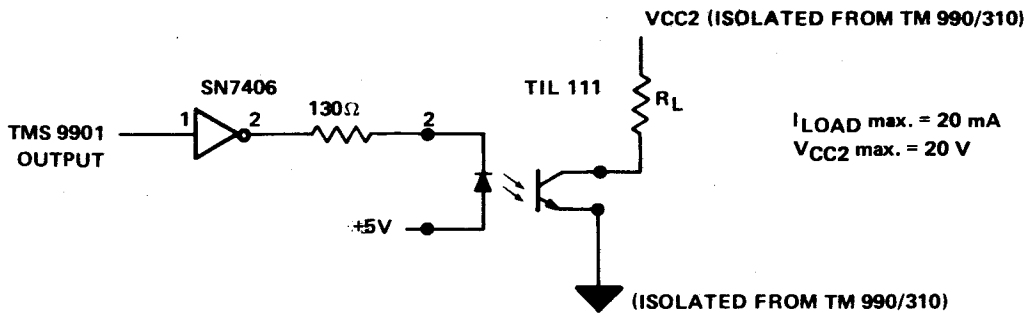 VCC2 (ISOLATED FROM TM 990/310)
SN7406
TIL 111
130Ω
RL
1
2
2
TMS 9901
OUTPUT
ILOAD max. = 20 mA
VCC2 max. = 20 V
+5V
(ISOLATED FROM TM 990/310)